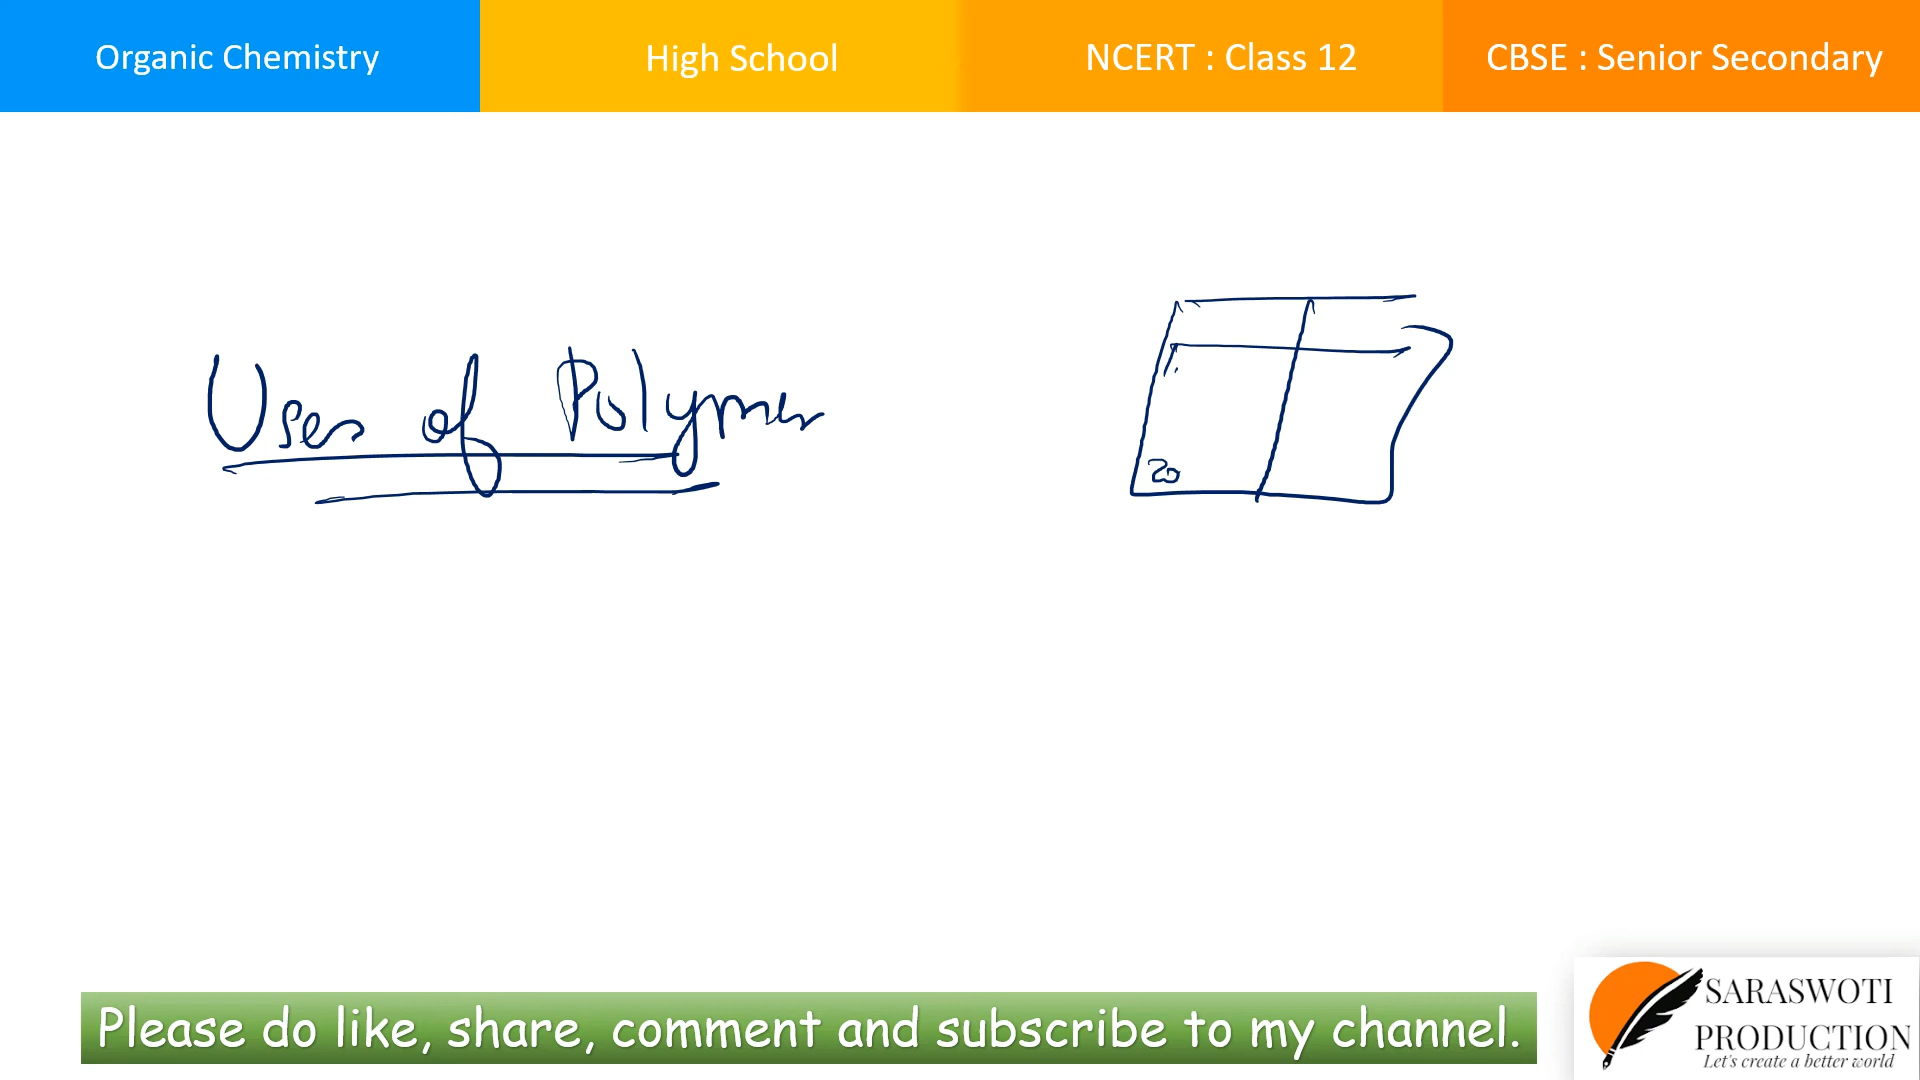 Organic Chemistry
High School
NCERT : Class 12
CBSE : Senior Secondary
Uses of Polymer
1.
20
Please do like, share, comment and subscribe to my channel.
SARASWOTI
PRODUCTION
Let's create a better world